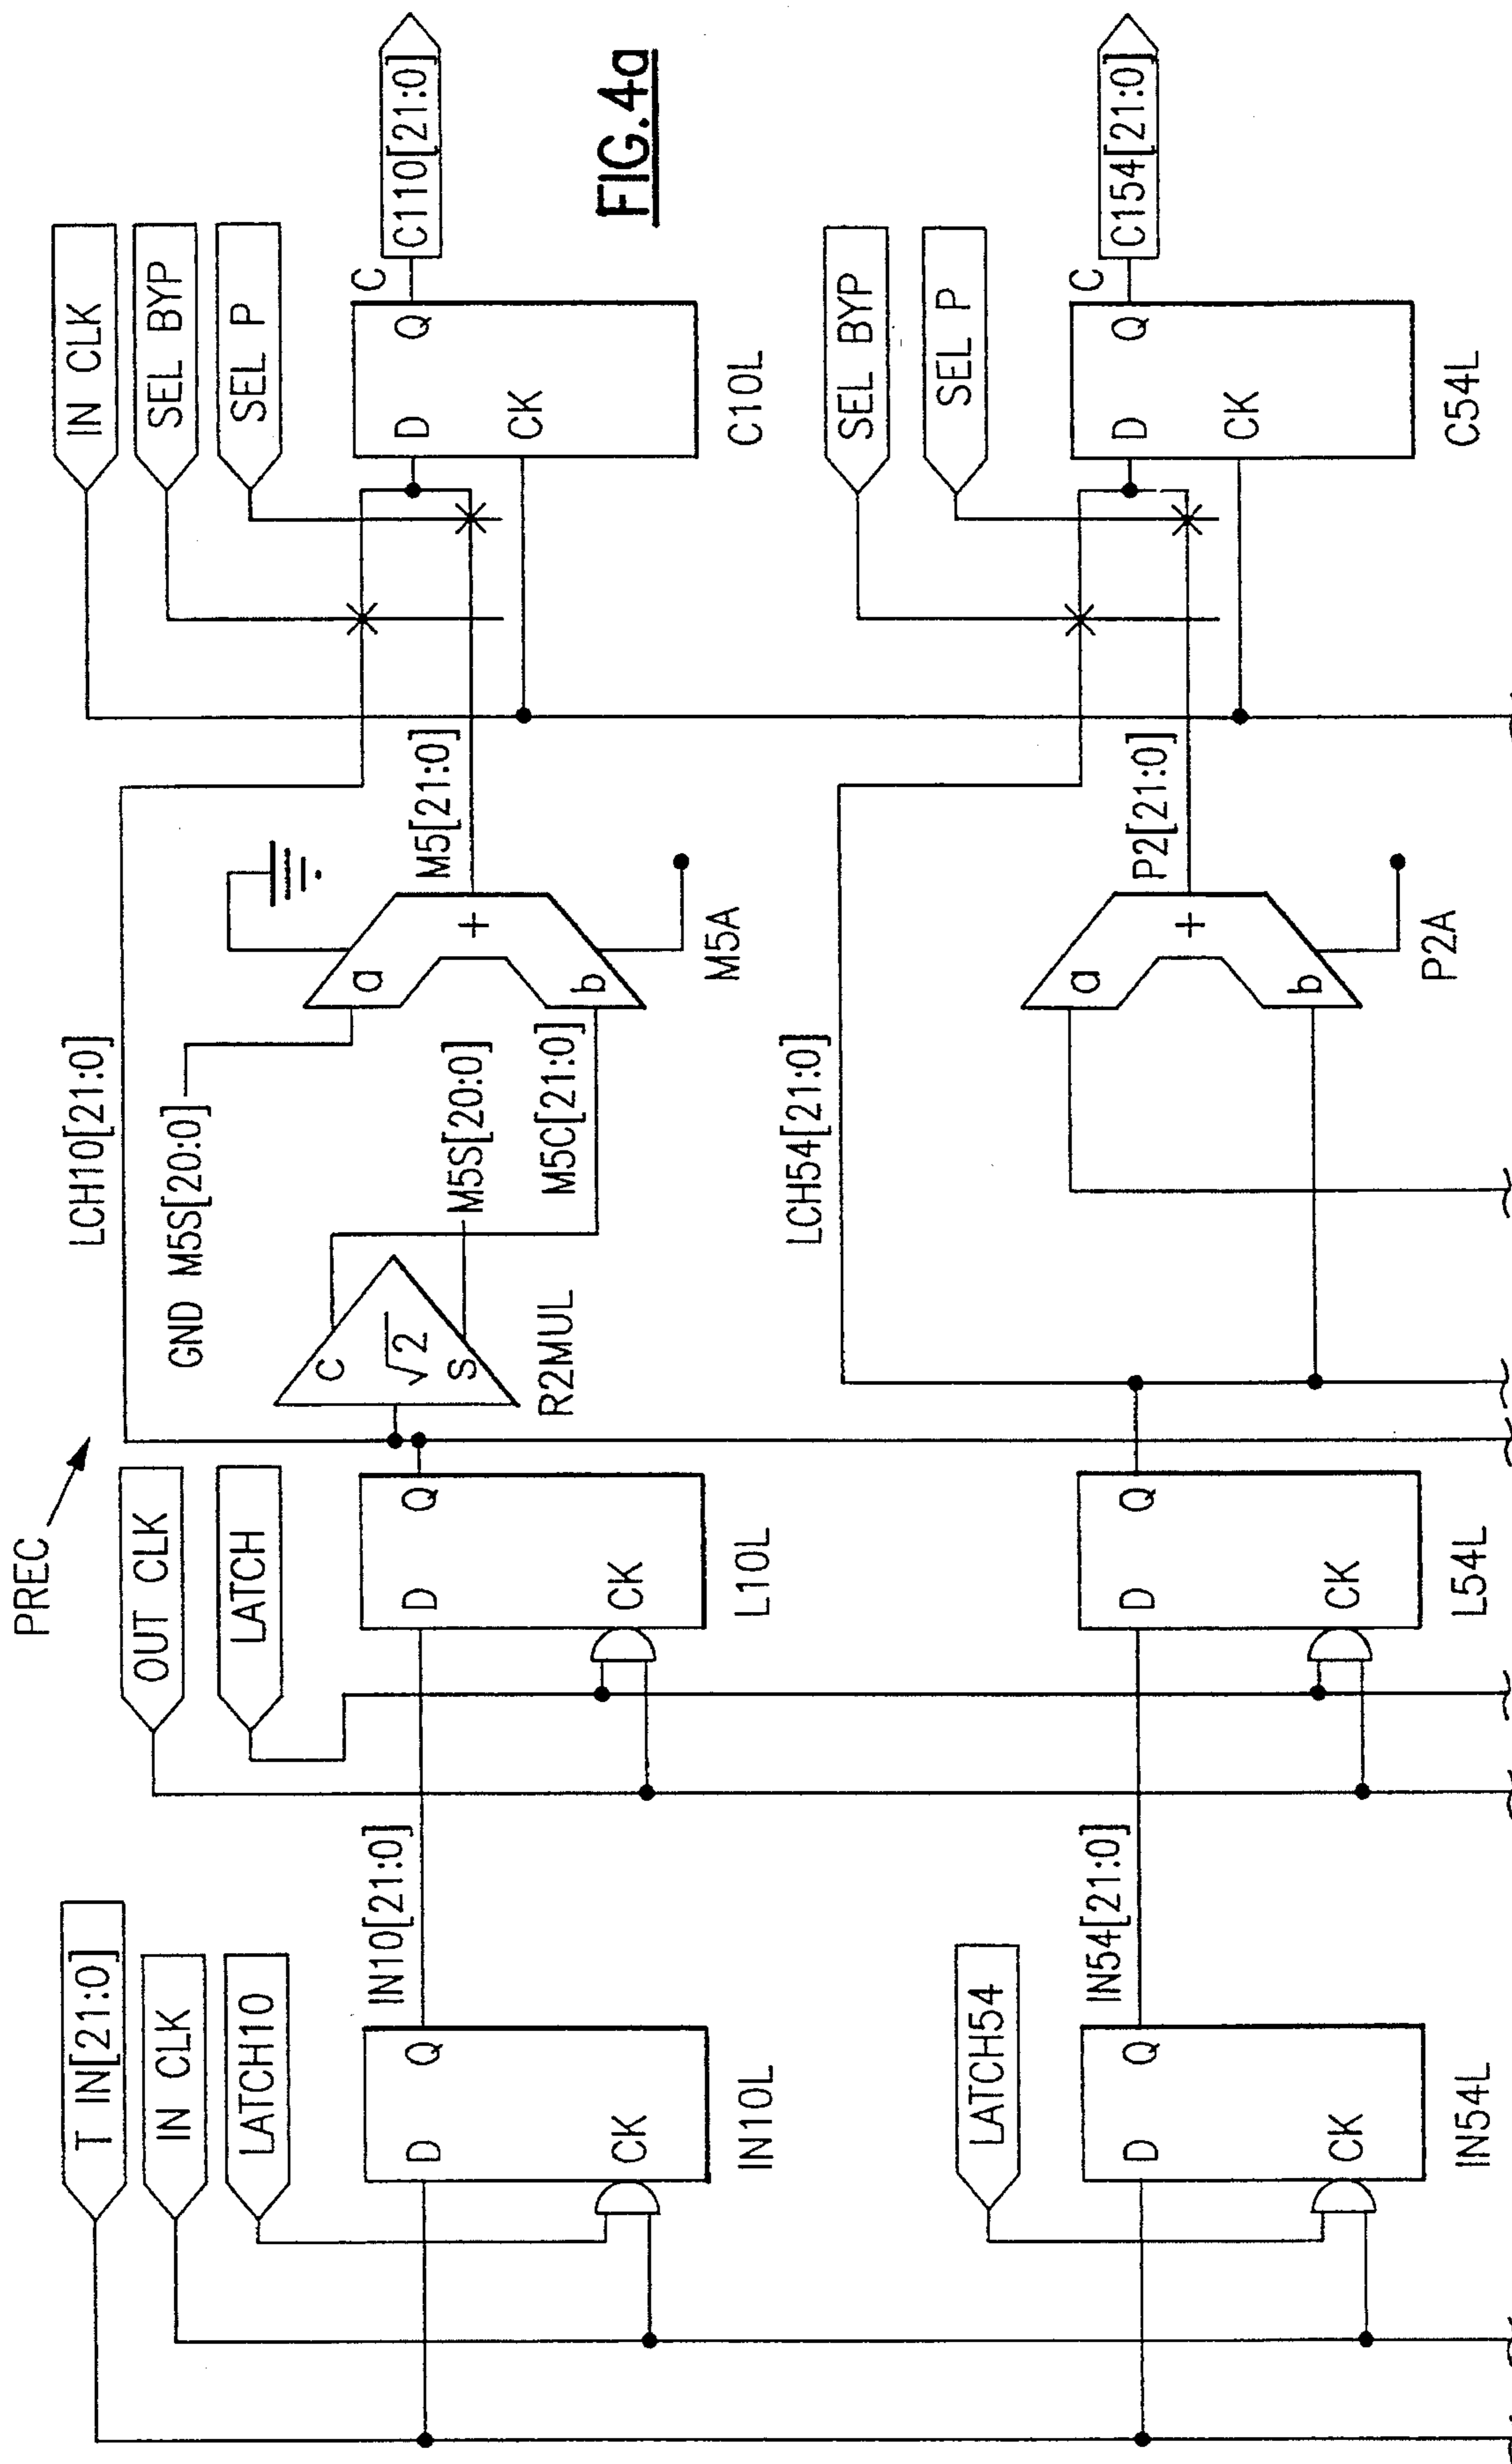 FIG.4a
PREC
T IN[21:0]
IN CLK
LATCH10
D
Q
CK
IN10L
IN10[21:0]
OUT CLK
LATCH
D
Q
CK
L10L
LCH10[21:0]
GND M5S[20:0]
C
√2
S
R2MUL
M5S[20:0]
M5C[21:0]
a
b
+
M5A
M5[21:0]
IN CLK
SEL BYP
SEL P
D
Q
CK
C10L
C
C110[21:0]
LATCH54
D
Q
CK
IN54L
IN54[21:0]
D
Q
CK
L54L
LCH54[21:0]
a
b
+
P2A
P2[21:0]
SEL BYP
SEL P
D
Q
CK
C54L
C
C154[21:0]